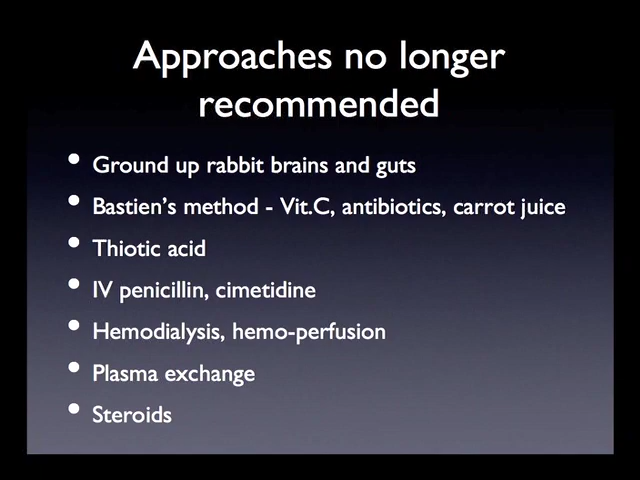 Approaches no longer
recommended
• Ground up rabbit brains and guts
• Bastien's method - Vit.C, antibiotics, carrot juice
• Thiotic acid
• IV penicillin, cimetidine
• Hemodialysis, hemo-perfusion
• Plasma exchange
• Steroids